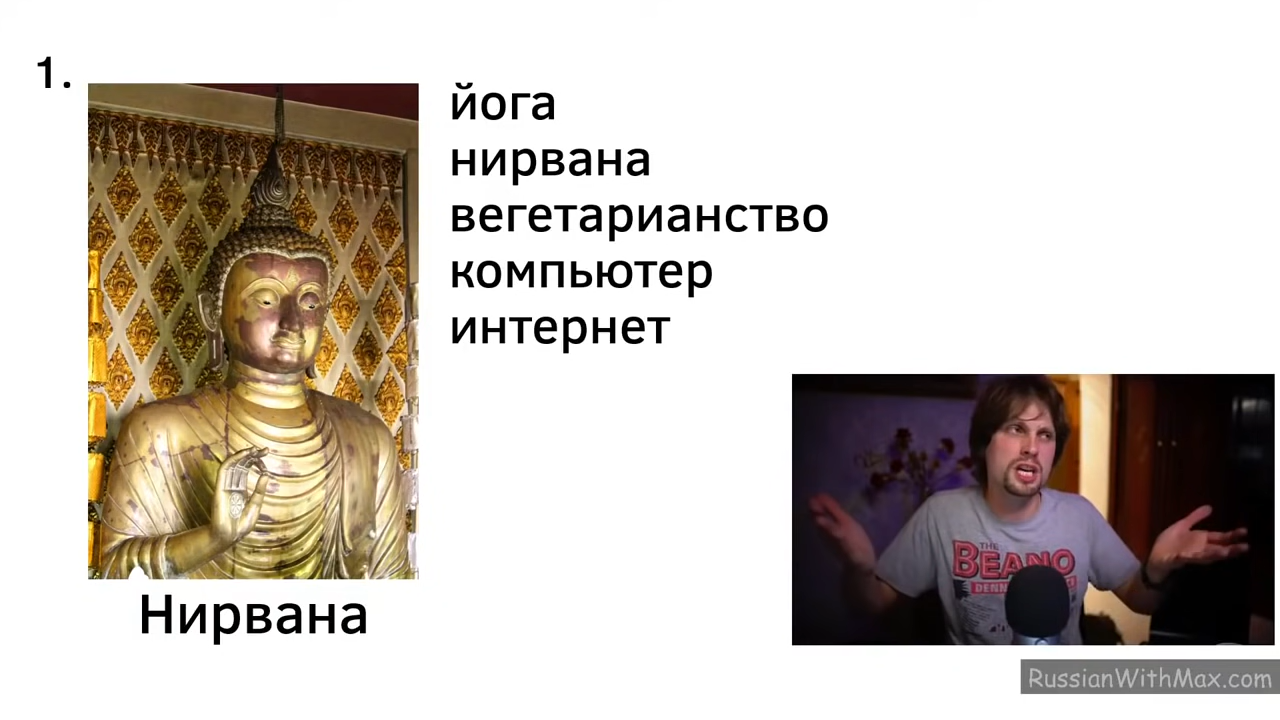 1.
йога
нирвана
вегетарианство
компьютер
интернет
Нирвана
THE
BEANO
RussianWithMax.com